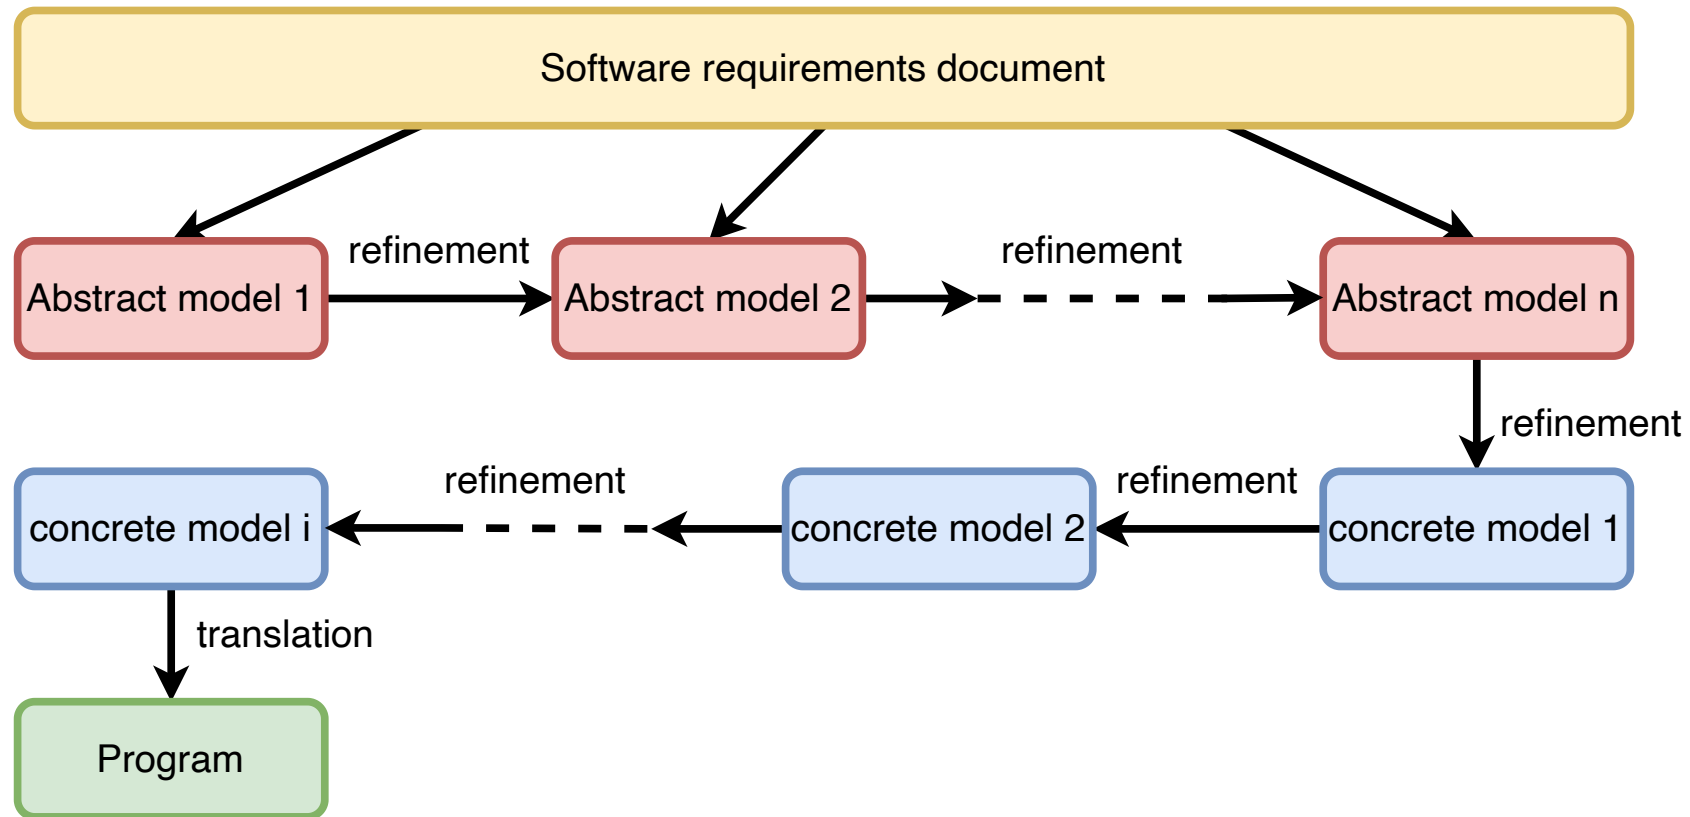 Software requirements document
refinement
refinement
Abstract model 1
Abstract model 2
Abstract model n
refinement
refinement
refinement
concrete model i
concrete model 2
concrete model 1
translation
Program